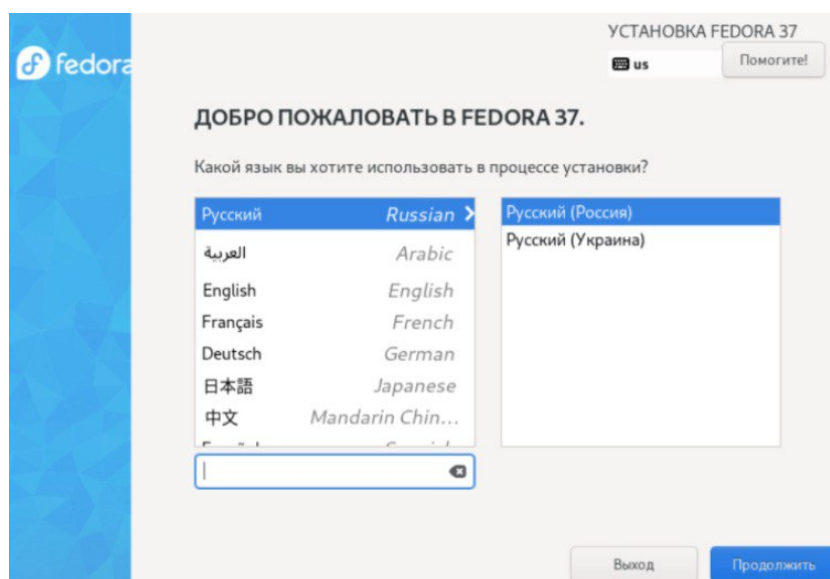 fedora
УСТАНОВКА FEDORA 37
us
Помогите!
ДОБРО ПОЖАЛОВАТЬ В FEDORA 37.
Какой язык вы хотите использовать в процессе установки?
Русский Russian
العربية Arabic
English English
Français French
Deutsch German
日本語 Japanese
中文 Mandarin Chin...
Русский (Россия)
Русский (Украина)
Выход
Продолжить